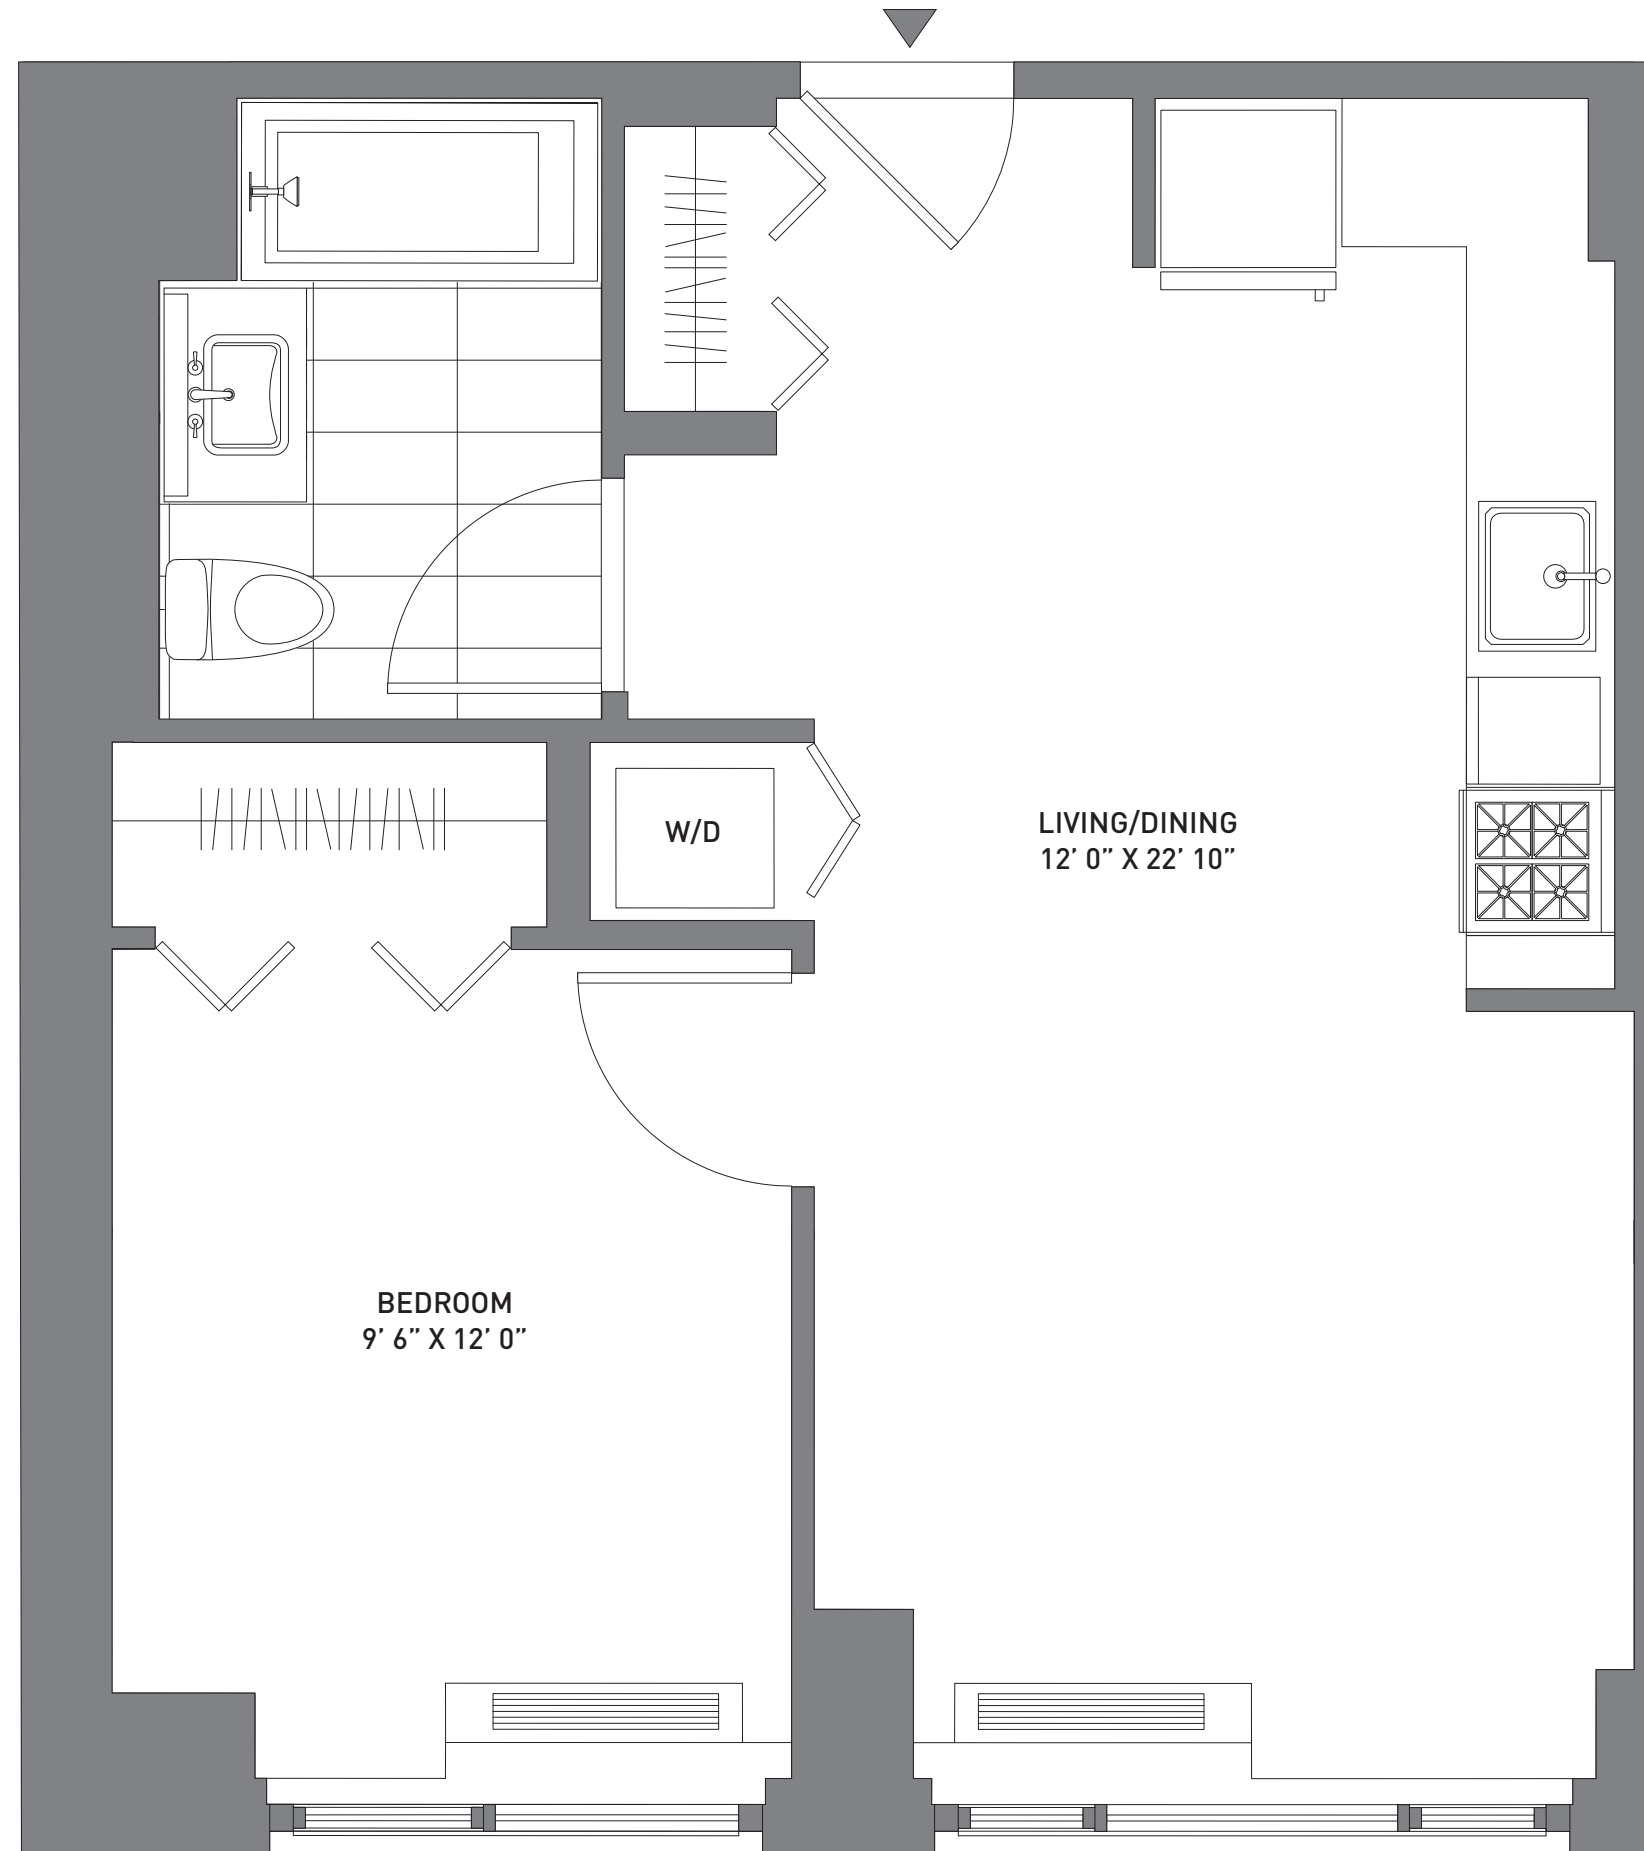 W/D
LIVING/DINING
12’ 0” X 22’ 10”
BEDROOM
9’ 6” X 12’ 0”